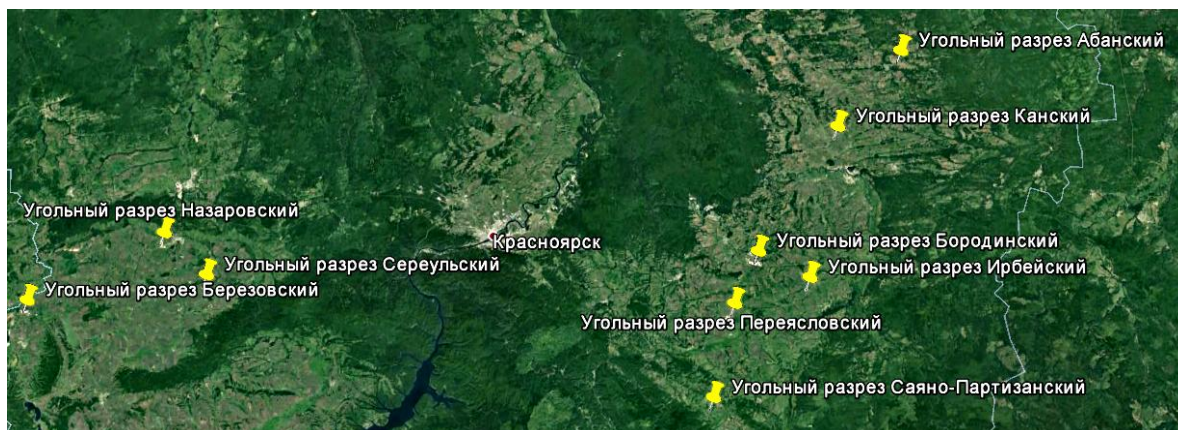 Угольный разрез Абанский
Угольный разрез Канский
Угольный разрез Назаровский
Красноярск
Угольный разрез Бородинский
Угольный разрез Сереульский
Угольный разрез Ирбейский
Угольный разрез Березовский
Угольный разрез Переясловский
Угольный разрез Саяно-Партизанский